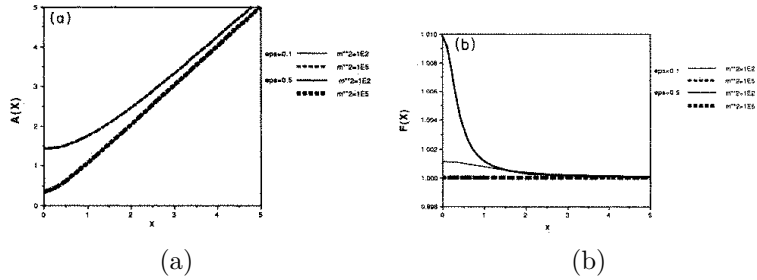 (a)
5
4
3
2
1
0
0 1 2 3 4 5
A(X)
X
eps=0.1 m**2=1E2
m**2=1E5
eps=0.5 m**2=1E2
m**2=1E5
(b)
1.010
1.008
1.006
1.004
1.002
1.000
0.998
0 1 2 3 4 5
F(X)
X
eps=0.1 m**2=1E2
m**2=1E5
eps=0.5 m**2=1E2
m**2=1E5
(a)
(b)